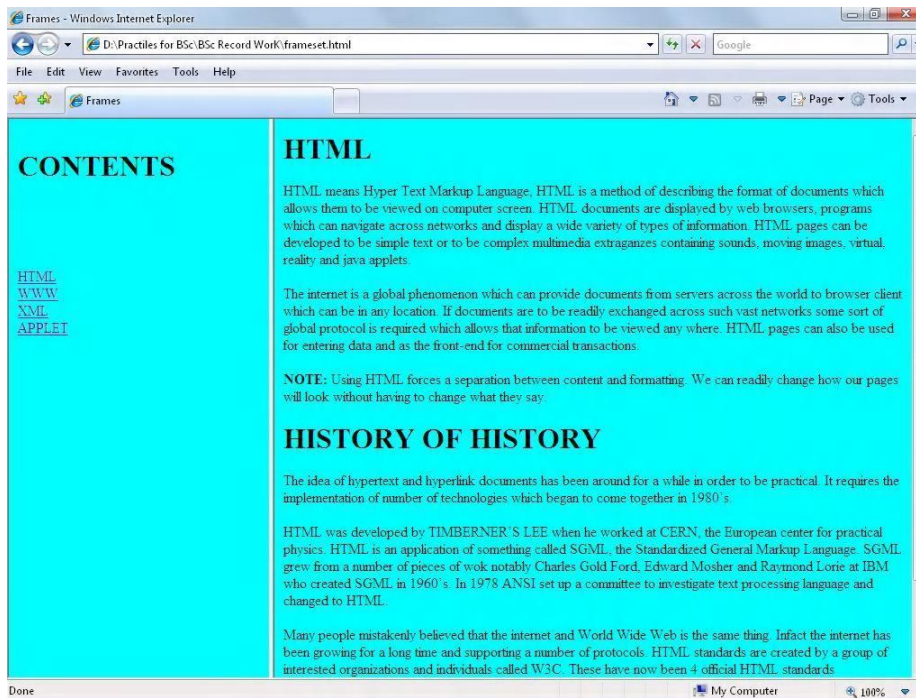 Frames - Windows Internet Explorer
D:\Practiles for BSc\BSc Record WorK\frameset.html
Google
File Edit View Favorites Tools Help
Frames
Page
Tools
CONTENTS
HTML
WWW
XML
APPLET
HTML
HTML means Hyper Text Markup Language, HTML is a method of describing the format of documents which
allows them to be viewed on computer screen. HTML documents are displayed by web browsers, programs
which can navigate across networks and display a wide variety of types of information. HTML pages can be
developed to be simple text or to be complex multimedia extraganzes containing sounds, moving images, virtual,
reality and java applets.
The internet is a global phenomenon which can provide documents from servers across the world to browser client
which can be in any location. If documents are to be readily exchanged across such vast networks some sort of
global protocol is required which allows that information to be viewed any where. HTML pages can also be used
for entering data and as the front-end for commercial transactions.
NOTE: Using HTML forces a separation between content and formatting. We can readily change how our pages
will look without having to change what they say.
HISTORY OF HISTORY
The idea of hypertext and hyperlink documents has been around for a while in order to be practical. It requires the
implementation of number of technologies which began to come together in 1980`s.
HTML was developed by TIMBERNER`S LEE when he worked at CERN, the European center for practical
physics. HTML is an application of something called SGML, the Standardized General Markup Language. SGML
grew from a number of pieces of wok notably Charles Gold Ford, Edward Mosher and Raymond Lorie at IBM
who created SGML in 1960`s. In 1978 ANSI set up a committee to investigate text processing language and
changed to HTML.
Many people mistakenly believed that the internet and World Wide Web is the same thing. Infact the internet has
been growing for a long time and supporting a number of protocols. HTML standards are created by a group of
interested organizations and individuals called W3C. These have now been 4 official HTML standards
Done
My Computer
100%